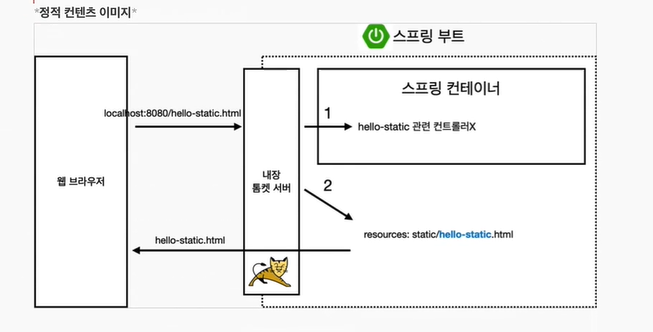 *정적 컨텐츠 이미지*
스프링 부트
스프링 컨테이너
localhost:8080/hello-static.html
1
hello-static 관련 컨트롤러X
웹 브라우저
내장
톰켓 서버
2
resources: static/hello-static.html
hello-static.html